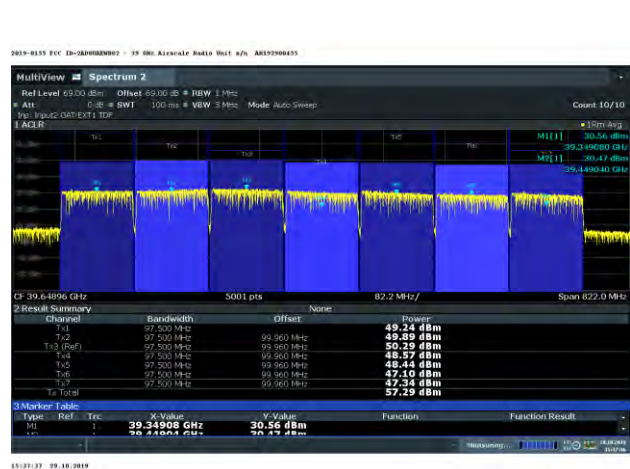 2019-0155 FCC ID=2AD8UAEWB02 - 39 GHz Airscale Radio Unit s/n AH192900455
MultiView Spectrum 2
Ref Level 69.00 dBm Offset 69.00 dB RBW 1 MHz
Att 0 dB SWT 100 ms VBW 3 MHz Mode Auto Sweep Count 10/10
Inp: Input2 GAT:EXT1 TDF
1 ACLR 1Rm Avg
Tx1 Tx2 Tx3 Tx4 Tx5 Tx6
M1[1] 30.56 dBm
39.349080 GHz
M2[1] 30.47 dBm
39.449040 GHz
CF 39.64896 GHz 5001 pts 82.2 MHz/ Span 822.0 MHz
2 Result Summary None
Channel Bandwidth Offset Power
Tx1 97.500 MHz 49.24 dBm
Tx2 97.500 MHz 99.960 MHz 49.89 dBm
Tx3 (Ref) 97.500 MHz 99.960 MHz 50.29 dBm
Tx4 97.500 MHz 99.960 MHz 48.57 dBm
Tx5 97.500 MHz 99.960 MHz 48.44 dBm
Tx6 97.500 MHz 99.960 MHz 47.10 dBm
Tx7 97.500 MHz 99.960 MHz 47.34 dBm
Tx Total 57.29 dBm
3 Marker Table
Type Ref Trc X-Value Y-Value Function Function Result
M1 1 39.34908 GHz 30.56 dBm
39.44904 GHz 30.47 dBm
Measuring...
15:37:37 29.10.2019